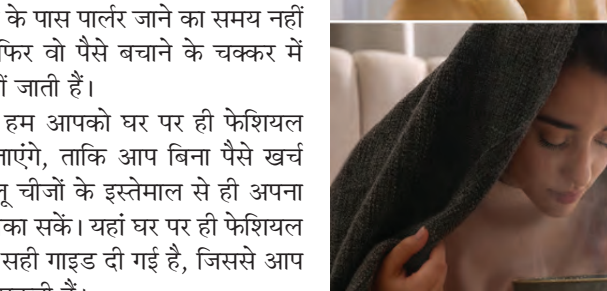 के पास पार्लर जाने का समय नहीं
फिर वो पैसे बचाने के चक्कर में
जाती हैं।
हम आपको घर पर ही फेशियल
ताकि आप बिना पैसे खर्च
चीजों के इस्तेमाल से ही अपना
सकें। यहां घर पर ही फेशियल
सही गाइड दी गई है, जिससे आप